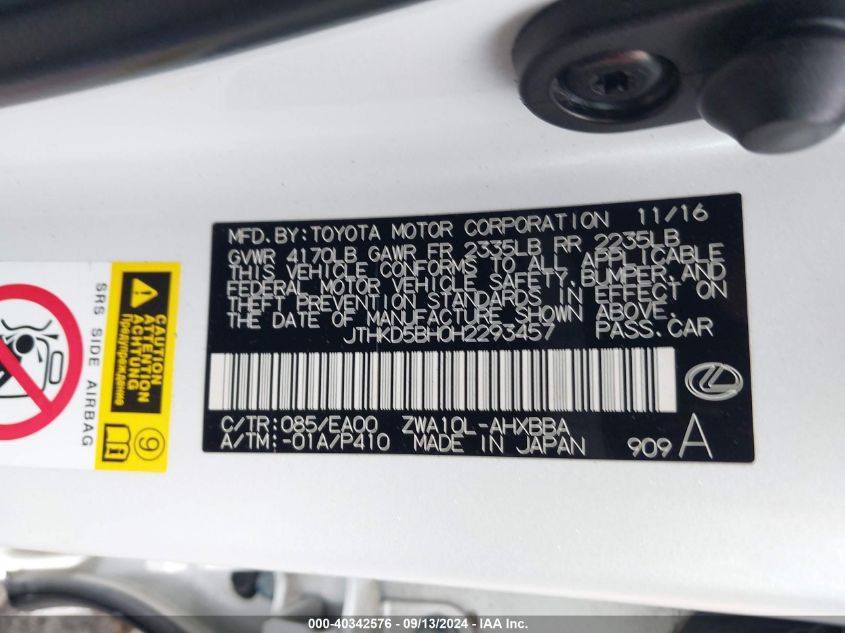 MFD. BY:TOYOTA MOTOR CORPORATION 11/16
GVWR 4170LB GAWR FR 2335LB RR 2235LB
THIS VEHICLE CONFORMS TO ALL APPLICABLE
FEDERAL MOTOR VEHICLE SAFETY, BUMPER, AND
THEFT PREVENTION STANDARDS IN EFFECT ON
THE DATE OF MANUFACTURE SHOWN ABOVE.
JTHKD5BH0H2293457 PASS.CAR
C/TR:085/EA00 ZWA10L-AHXBBA
A/TM:-01A/P410 MADE IN JAPAN 909 A
SRS SIDE AIRBAG
CAUTION
ATTENTION
ACHTUNG
Предупреждение
9
000-40342576 - 09/13/2024 - IAA Inc.